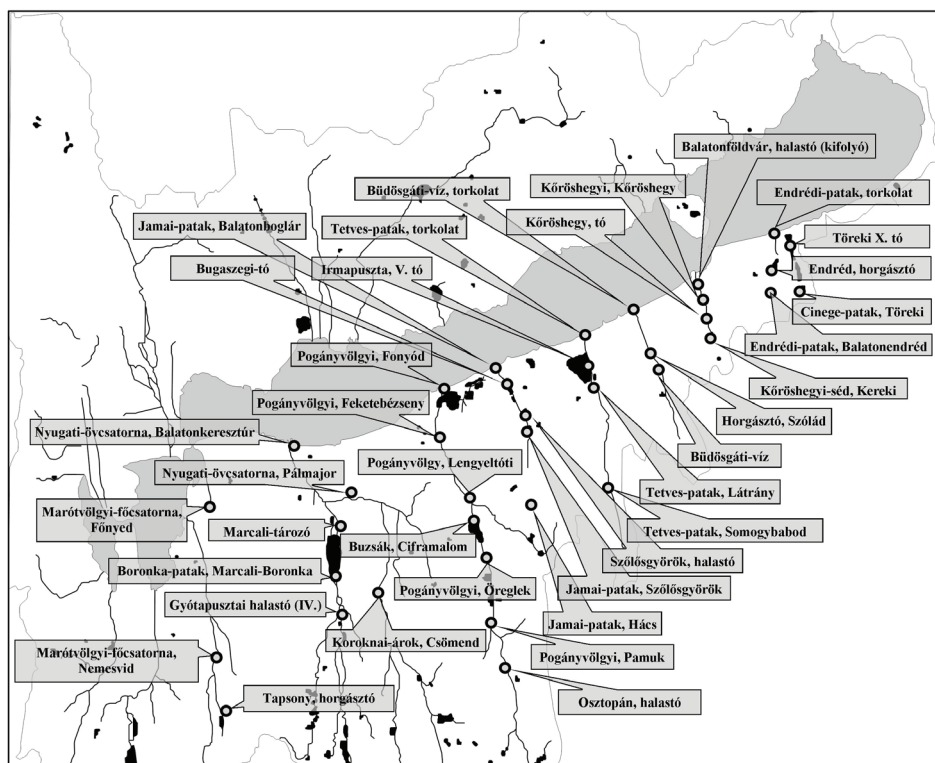 Balatonföldvár, halastó (kifolyó)
Büdösgáti-víz, torkolat
Kőröshegyi, Kőröshegy
Endrédi-patak, torkolat
Jamai-patak, Balatonboglár
Tetves-patak, torkolat
Kőröshegy, tó
Töreki X. tó
Bugaszegi-tó
Irmapuszta, V. tó
Endréd, horgásztó
Cinege-patak, Töreki
Endrédi-patak, Balatonendréd
Pogányvölgyi, Fonyód
Kőröshegyi-séd, Kereki
Pogányvölgyi, Feketebézseny
Horgásztó, Szólád
Nyugati-övcsatorna, Balatonkeresztúr
Büdösgáti-víz
Nyugati-övcsatorna, Pálmajor
Pogányvölgy, Lengyeltóti
Tetves-patak, Látrány
Marótvölgyi-főcsatorna,
Főnyed
Marcali-tározó
Tetves-patak, Somogybabod
Buzsák, Ciframalom
Szőlősgyörök, halastó
Boronka-patak, Marcali-Boronka
Pogányvölgyi, Öreglek
Jamai-patak, Szőlősgyörök
Gyótapusztai halastó (IV.)
Jamai-patak, Hács
Koroknai-árok, Csömend
Marótvölgyi-főcsatorna,
Nemesvid
Pogányvölgyi, Pamuk
Tapsony, horgásztó
Osztopán, halastó